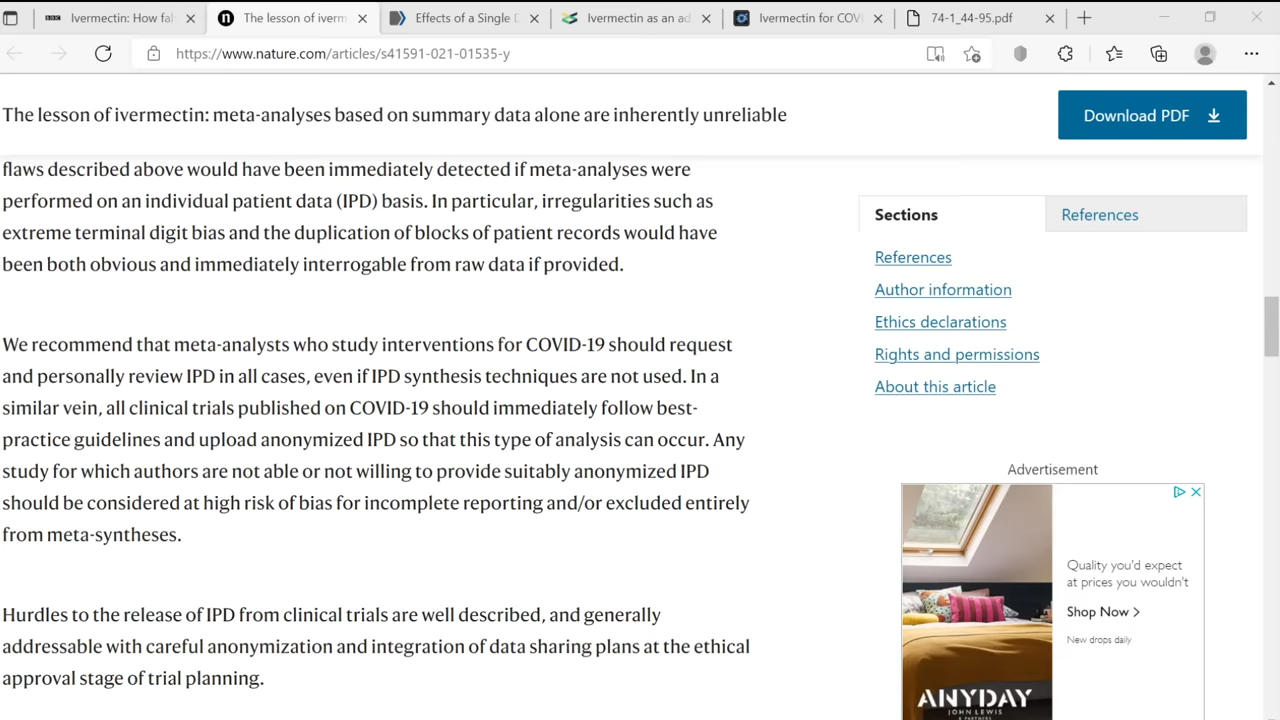 BBC Ivermectin: How fal
n The lesson of iverm
Effects of a Single D
Ivermectin as an ad
Ivermectin for COVI
74-1_44-95.pdf
https://www.nature.com/articles/s41591-021-01535-y
The lesson of ivermectin: meta-analyses based on summary data alone are inherently unreliable
Download PDF
flaws described above would have been immediately detected if meta-analyses were
performed on an individual patient data (IPD) basis. In particular, irregularities such as
extreme terminal digit bias and the duplication of blocks of patient records would have
been both obvious and immediately interrogable from raw data if provided.
We recommend that meta-analysts who study interventions for COVID-19 should request
and personally review IPD in all cases, even if IPD synthesis techniques are not used. In a
similar vein, all clinical trials published on COVID-19 should immediately follow best-
practice guidelines and upload anonymized IPD so that this type of analysis can occur. Any
study for which authors are not able or not willing to provide suitably anonymized IPD
should be considered at high risk of bias for incomplete reporting and/or excluded entirely
from meta-syntheses.
Hurdles to the release of IPD from clinical trials are well described, and generally
addressable with careful anonymization and integration of data sharing plans at the ethical
approval stage of trial planning.
Sections
References
References
Author information
Ethics declarations
Rights and permissions
About this article
Advertisement
Quality you'd expect
at prices you wouldn't
Shop Now >
New drops daily
ANYDAY
JOHN LEWIS
& PARTNERS